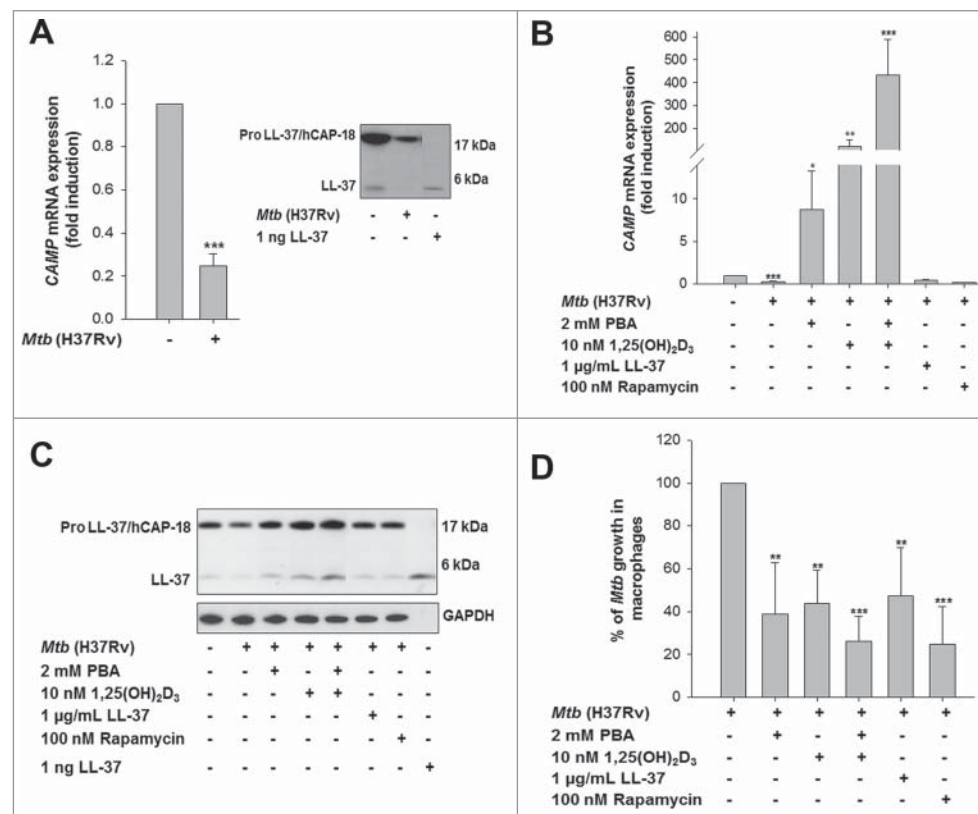 A
CAMP mRNA expression
(fold induction)
1.0
0.8
0.6
0.4
0.2
0.0
***
Mtb (H37Rv)
- +
Pro LL-37/hCAP-18
LL-37
17 kDa
6 kDa
Mtb (H37Rv) - + -
1 ng LL-37 - - +
B
CAMP mRNA expression
(fold induction)
600
500
400
300
200
10
5
0
*** * ** ***
Mtb (H37Rv) - + + + + + +
2 mM PBA - - + - + - -
10 nM 1,25(OH)₂D₃ - - - + + - -
1 µg/mL LL-37 - - - - - + -
100 nM Rapamycin - - - - - - +
C
Pro LL-37/hCAP-18
LL-37
17 kDa
6 kDa
GAPDH
Mtb (H37Rv) - + + + + + + -
2 mM PBA - - + - + - - -
10 nM 1,25(OH)₂D₃ - - - + + - - -
1 µg/mL LL-37 - - - - - + - -
100 nM Rapamycin - - - - - - + -
1 ng LL-37 - - - - - - - +
D
% of Mtb growth in
macrophages
120
100
80
60
40
20
0
** ** *** ** ***
Mtb (H37Rv) + + + + + +
2 mM PBA - + - + - -
10 nM 1,25(OH)₂D₃ - - + + - -
1 µg/mL LL-37 - - - - + -
100 nM Rapamycin - - - - - +